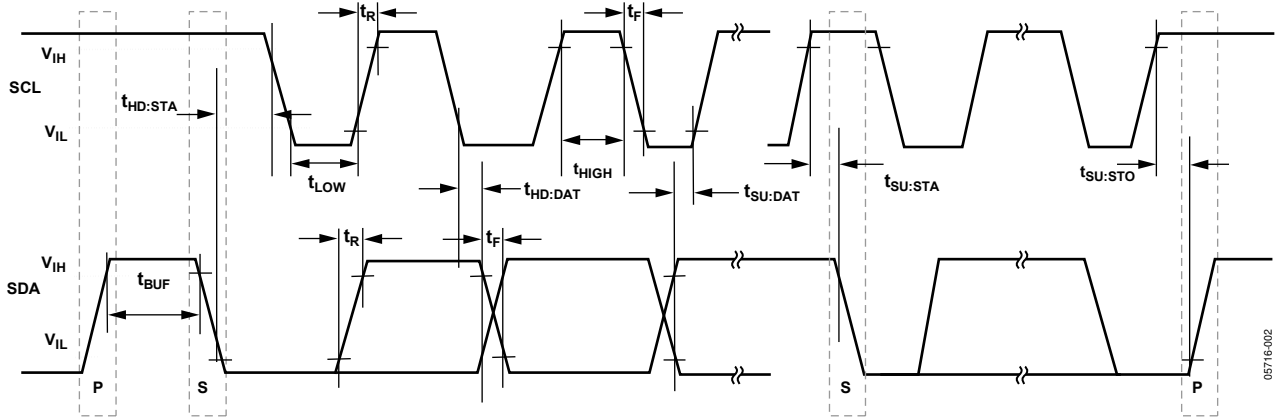 tR
tF
VIH
SCL
tHD:STA
VIL
tLOW
tHIGH
tHD:DAT
tSU:DAT
tSU:STA
tSU:STO
tR
tF
VIH
SDA
tBUF
VIL
P
S
S
P
05716-002